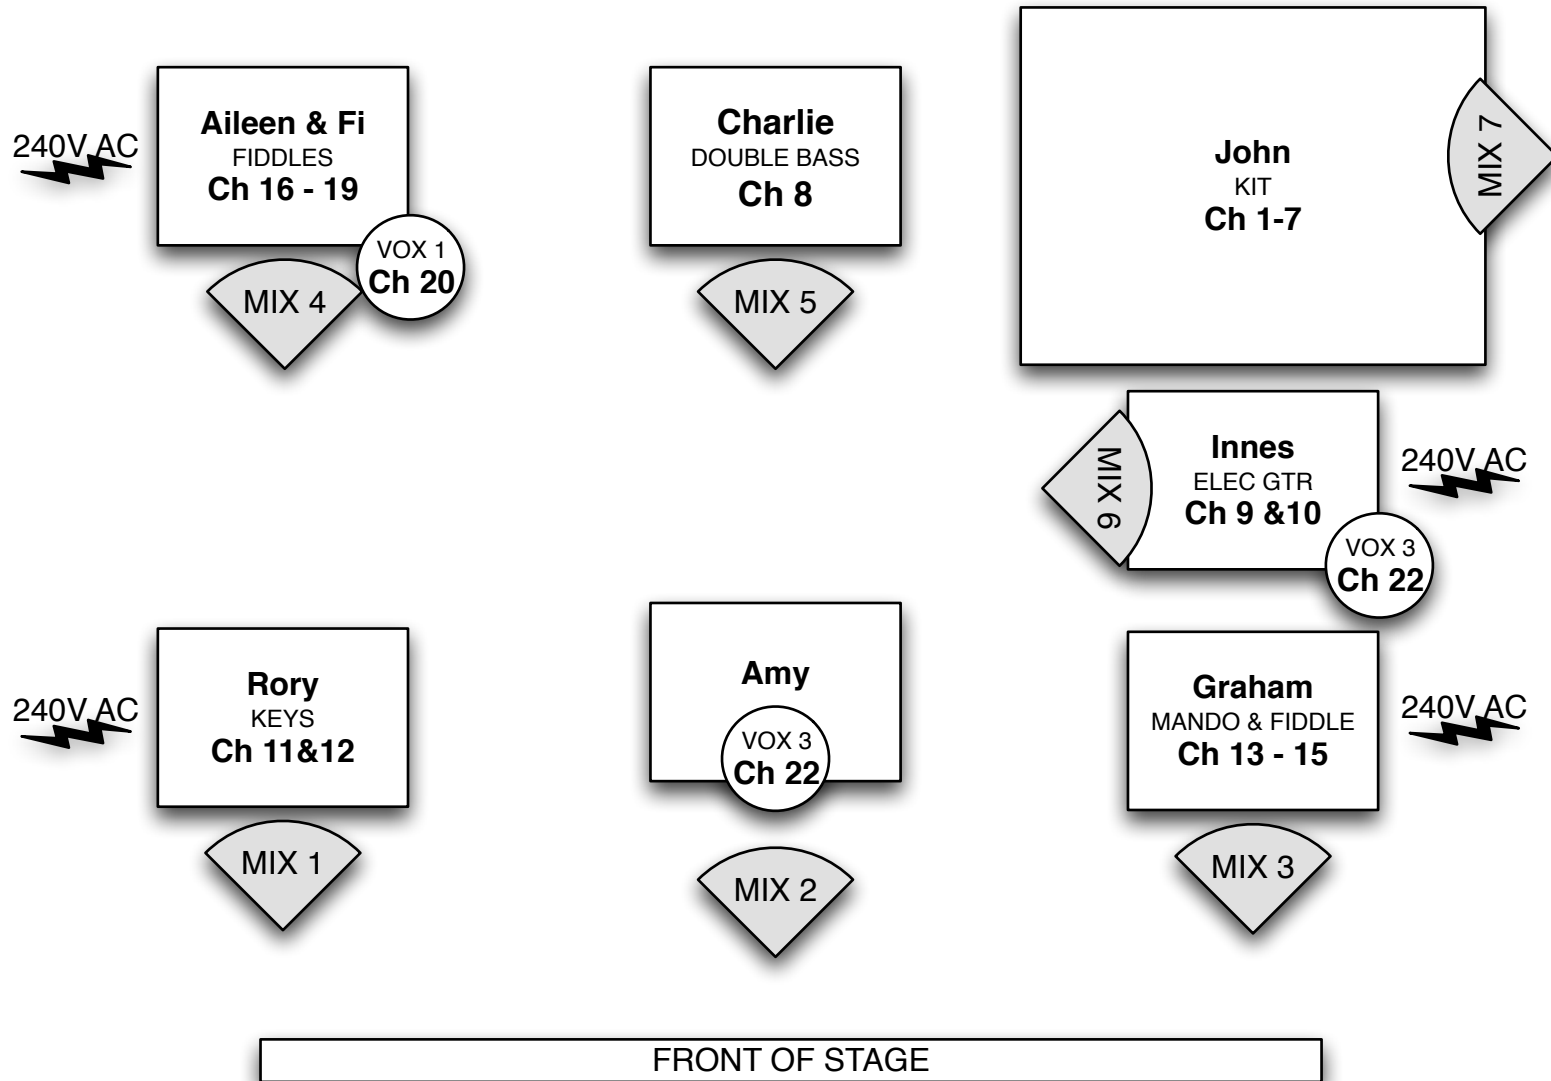 240V AC
Aileen & Fi
FIDDLES
Ch 16 - 19
VOX 1
Ch 20
MIX 4
Charlie
DOUBLE BASS
Ch 8
MIX 5
John
KIT
Ch 1-7
MIX 7
Innes
ELEC GTR
Ch 9 &10
MIX 6
VOX 3
Ch 22
240V AC
240V AC
Rory
KEYS
Ch 11&12
MIX 1
Amy
VOX 3
Ch 22
MIX 2
Graham
MANDO & FIDDLE
Ch 13 - 15
MIX 3
240V AC
FRONT OF STAGE